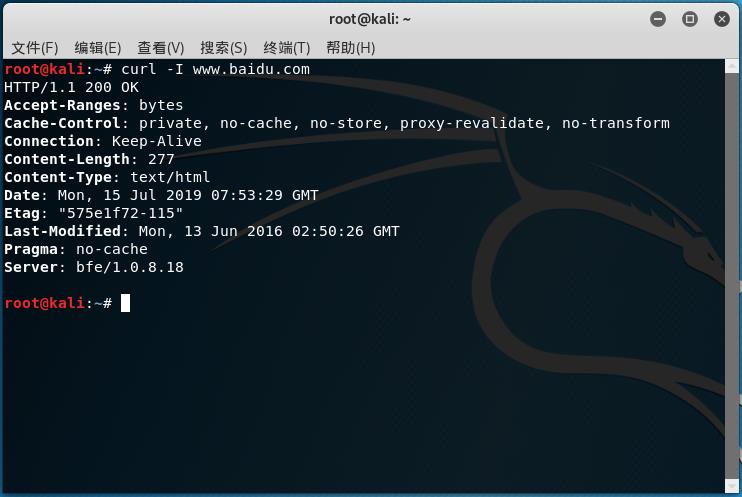 root@kali: ~
文件(F) 编辑(E) 查看(V) 搜索(S) 终端(T) 帮助(H)
root@kali:~# curl -I www.baidu.com
HTTP/1.1 200 OK
Accept-Ranges: bytes
Cache-Control: private, no-cache, no-store, proxy-revalidate, no-transform
Connection: Keep-Alive
Content-Length: 277
Content-Type: text/html
Date: Mon, 15 Jul 2019 07:53:29 GMT
Etag: "575e1f72-115"
Last-Modified: Mon, 13 Jun 2016 02:50:26 GMT
Pragma: no-cache
Server: bfe/1.0.8.18
root@kali:~#